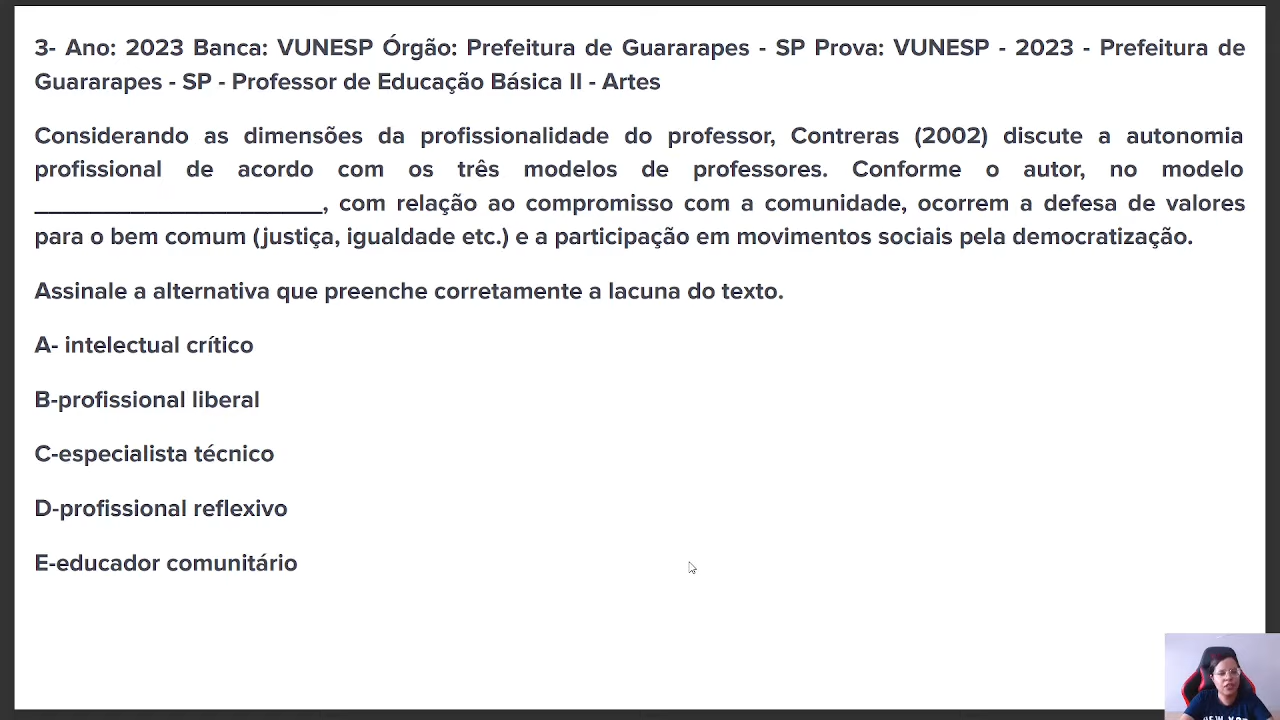 3- Ano: 2023 Banca: VUNESP Órgão: Prefeitura de Guararapes - SP Prova: VUNESP - 2023 - Prefeitura de
Guararapes - SP - Professor de Educação Básica II - Artes
Considerando as dimensões da profissionalidade do professor, Contreras (2002) discute a autonomia
profissional de acordo com os três modelos de professores. Conforme o autor, no modelo
______________________, com relação ao compromisso com a comunidade, ocorrem a defesa de valores
para o bem comum (justiça, igualdade etc.) e a participação em movimentos sociais pela democratização.
Assinale a alternativa que preenche corretamente a lacuna do texto.
A- intelectual crítico
B-profissional liberal
C-especialista técnico
D-profissional reflexivo
E-educador comunitário